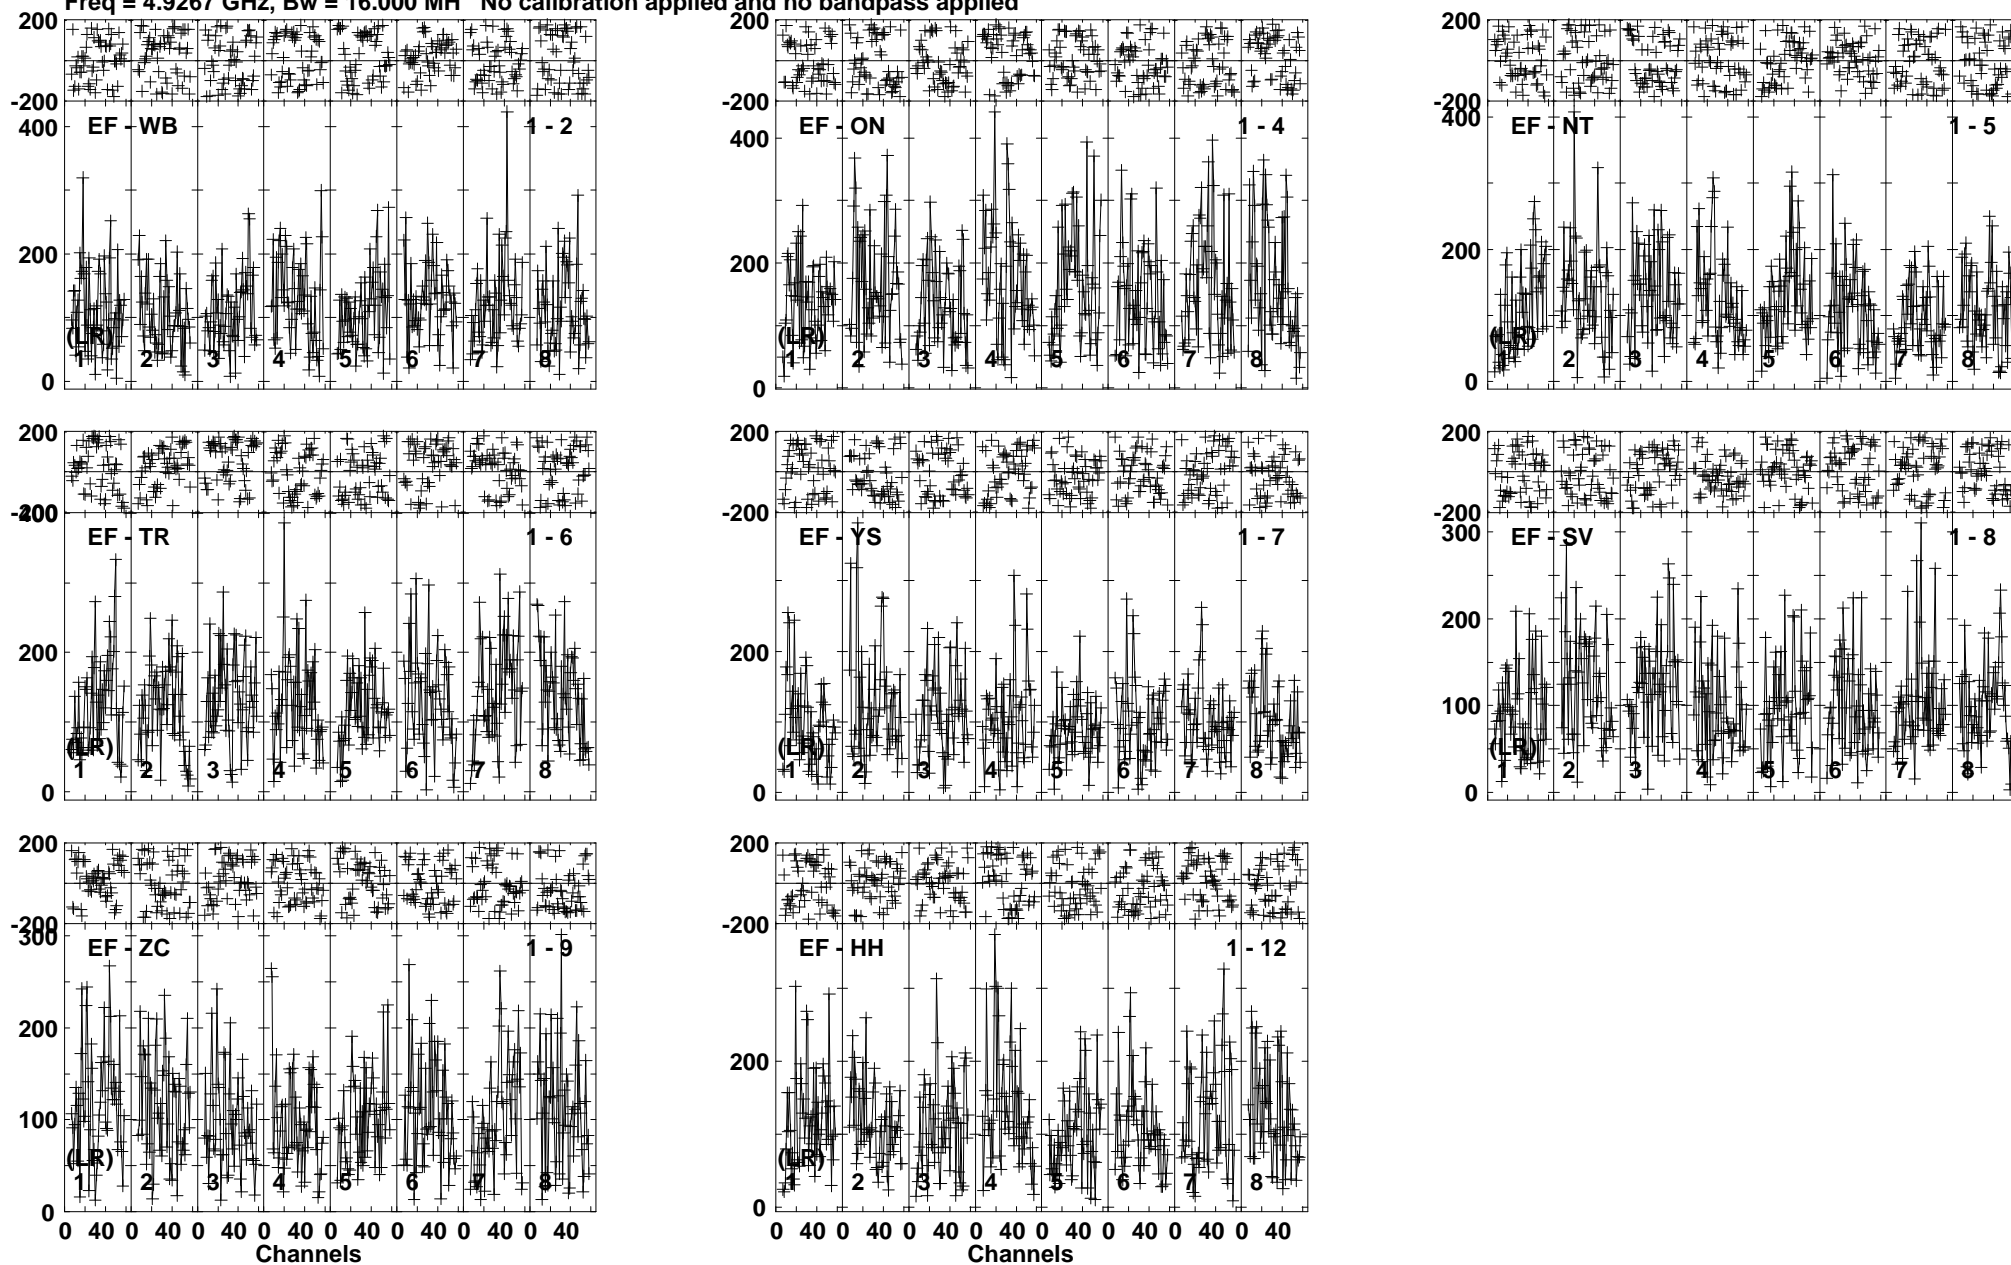 Freq = 4.9267 GHz, Bw = 16.000 MH No calibration applied and no bandpass applied
200 200 200
-200 -200 -200
EF - WB 1 - 2 EF - ON 1 - 4 EF - NT 1 - 5
400 400 400
200 200 200
(LR) (LR) (LR)
1 2 3 4 5 6 7 8 1 2 3 4 5 6 7 8 1 2 3 4 5 6 7 8
0 0 0
200 200 200
-200 -200 -200
400
EF - TR 1 - 6 EF - YS 1 - 7 EF - SV 1 - 8
300
200 200 200
100
(LR) (LR) (LR)
1 2 3 4 5 6 7 8 1 2 3 4 5 6 7 8 1 2 3 4 5 6 7 8
0 0 0
200 200
-200 -200
300
EF - ZC 1 - 9 EF - HH 1 - 12
200 200
100
(LR) (LR)
1 2 3 4 5 6 7 8 1 2 3 4 5 6 7 8
0 0
0 40 0 40 0 40 0 40 0 40 0 40 0 40 0 40 0 40 0 40 0 40 0 40 0 40 0 40 0 40 0 40
Channels Channels